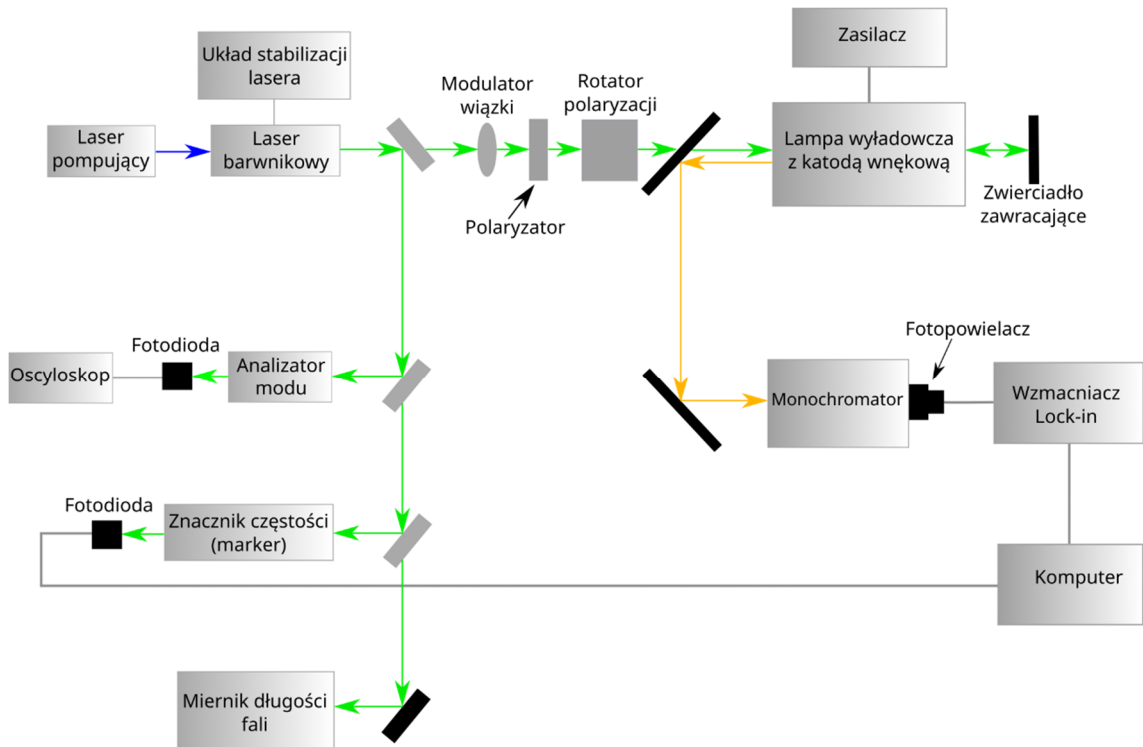 Układ stabilizacji
lasera
Zasilacz
Modulator
wiązki
Rotator
polaryzacji
Laser
pompujący
Laser
barwnikowy
Lampa wyładowcza
z katodą wnękową
Polaryzator
Zwierciadło
zawracające
Fotodioda
Fotopowielacz
Oscyloskop
Analizator
modu
Monochromator
Wzmacniacz
Lock-in
Fotodioda
Znacznik częstości
(marker)
Komputer
Miernik długości
fali